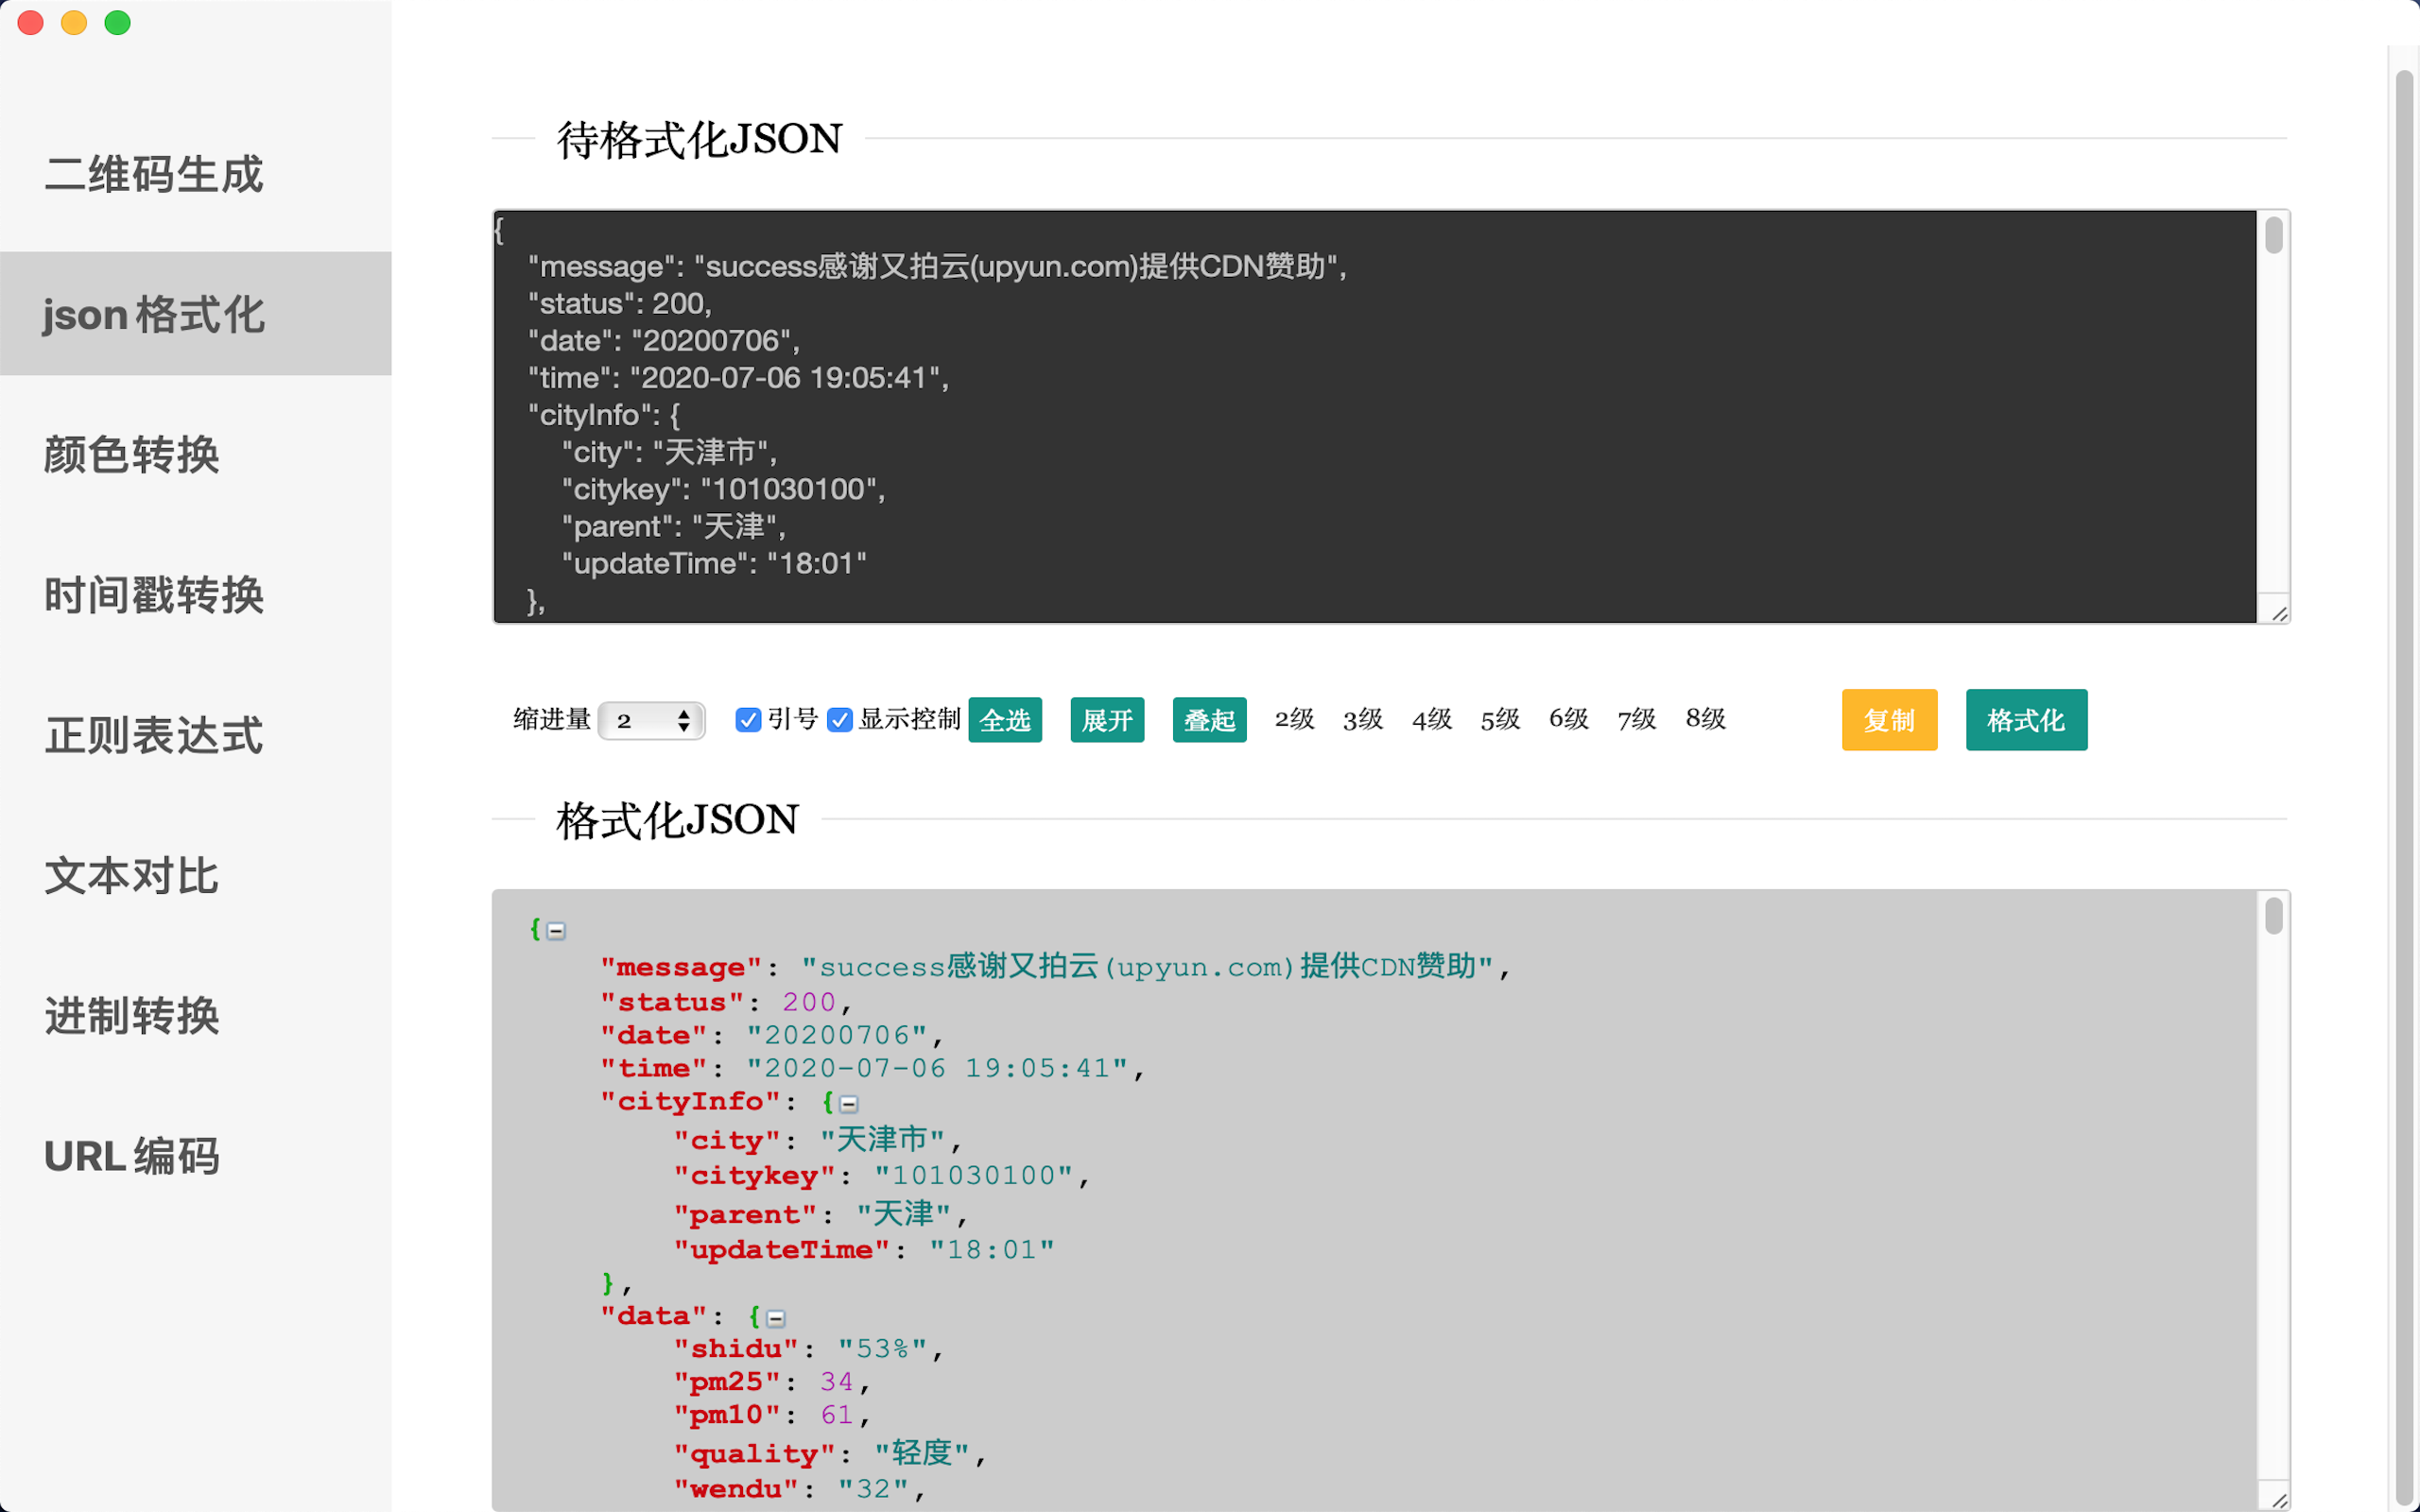 二维码生成
json格式化
颜色转换
时间戳转换
正则表达式
文本对比
进制转换
URL编码
待格式化JSON
{
"message": "success感谢又拍云(upyun.com)提供CDN赞助",
"status": 200,
"date": "20200706",
"time": "2020-07-06 19:05:41",
"cityInfo": {
"city": "天津市",
"citykey": "101030100",
"parent": "天津",
"updateTime": "18:01"
},
缩进量 2 引号 显示控制 全选 展开 叠起 2级 3级 4级 5级 6级 7级 8级 复制 格式化
格式化JSON
{
"message": "success感谢又拍云(upyun.com)提供CDN赞助",
"status": 200,
"date": "20200706",
"time": "2020-07-06 19:05:41",
"cityInfo": {
"city": "天津市",
"citykey": "101030100",
"parent": "天津",
"updateTime": "18:01"
},
"data": {
"shidu": "53%",
"pm25": 34,
"pm10": 61,
"quality": "轻度",
"wendu": "32",